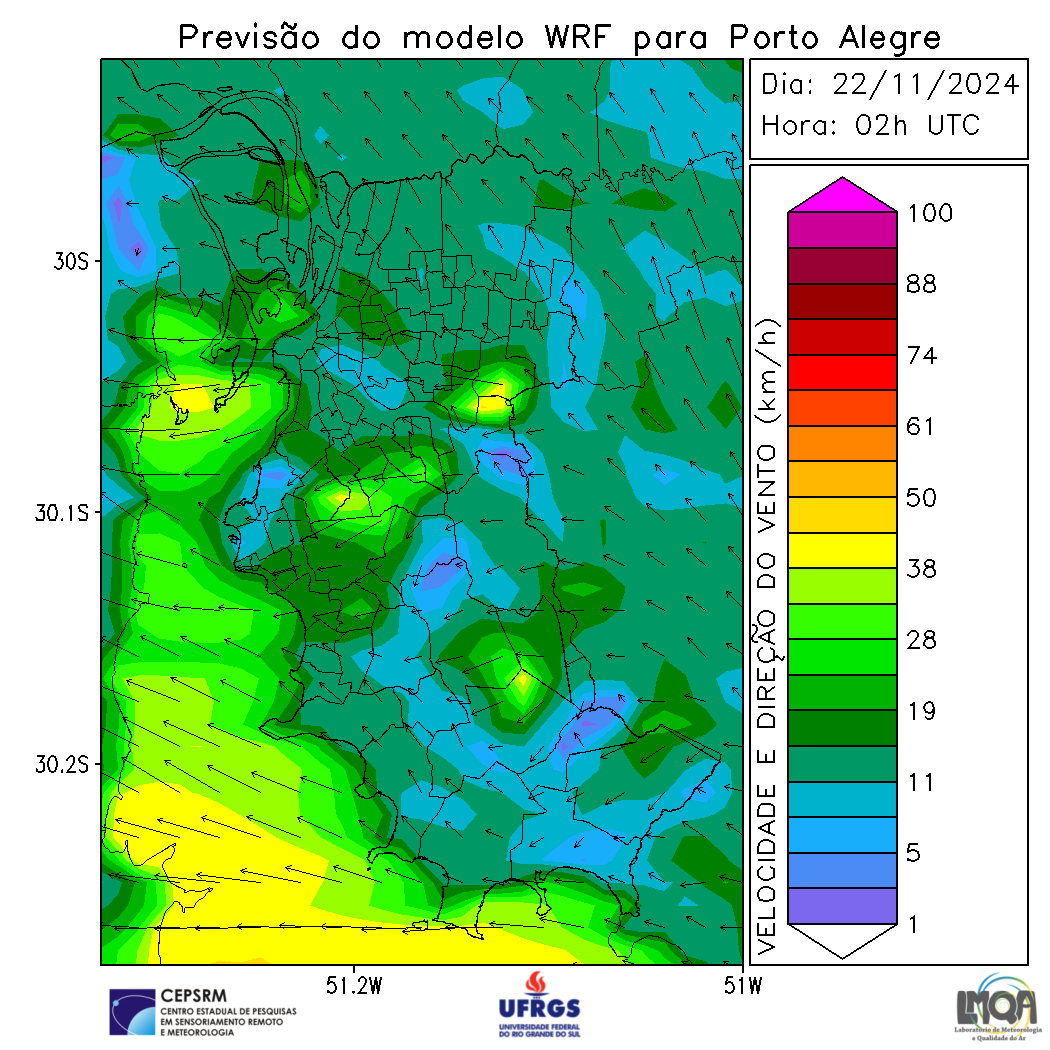 Previsão do modelo WRF para Porto Alegre
Dia: 22/11/2024
Hora: 02h UTC
30S
30.1S
30.2S
51.2W
51W
VELOCIDADE E DIREÇÃO DO VENTO (km/h)
100
88
74
61
50
38
28
19
11
5
1
CEPSRM
CENTRO ESTADUAL DE PESQUISAS
EM SENSORIAMENTO REMOTO
E METEOROLOGIA
UFRGS
UNIVERSIDADE FEDERAL
DO RIO GRANDE DO SUL
LMQA
Laboratório de Meteorologia
e Qualidade do Ar